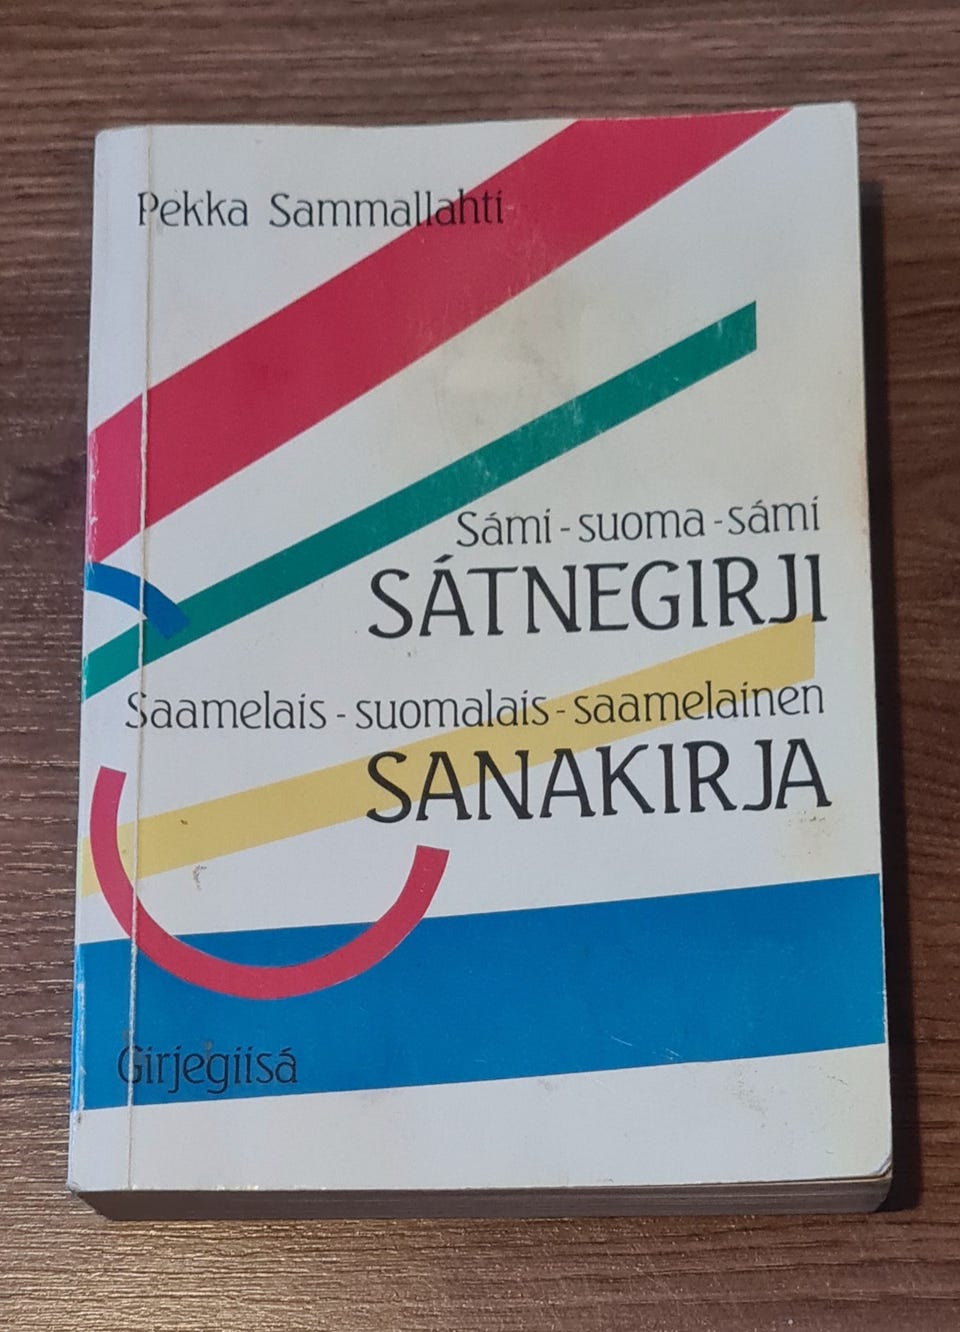 Pekka Sammallahti
Sámi - suoma - sámi
SÁTNEGIRJI
Saamelais - suomalais - saamelainen
SANAKIRJA
Girjegiisá